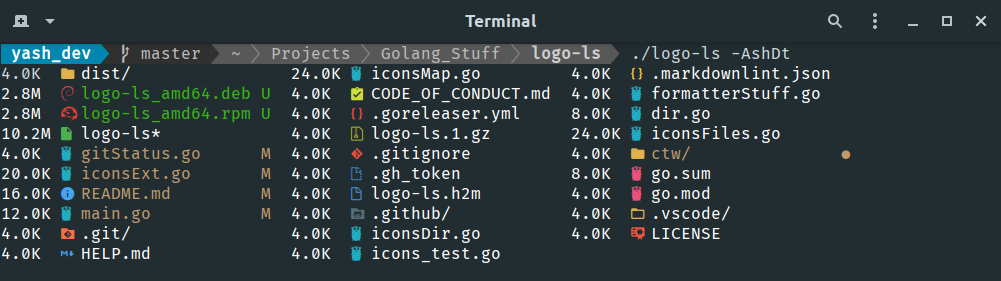 Terminal
yash_dev master ~ Projects Golang_Stuff logo-ls ./logo-ls -AshDt
4.0K dist/ 24.0K iconsMap.go 4.0K .markdownlint.json
2.8M logo-ls_amd64.deb U 4.0K CODE_OF_CONDUCT.md 4.0K formatterStuff.go
2.8M logo-ls_amd64.rpm U 4.0K .goreleaser.yml 8.0K dir.go
10.2M logo-ls* 4.0K logo-ls.1.gz 24.0K iconsFiles.go
4.0K gitStatus.go M 4.0K .gitignore 4.0K ctw/
20.0K iconsExt.go M 4.0K .gh_token 8.0K go.sum
16.0K README.md M 4.0K logo-ls.h2m 4.0K go.mod
12.0K main.go M 4.0K .github/ 4.0K .vscode/
4.0K .git/ 4.0K iconsDir.go 4.0K LICENSE
4.0K HELP.md 4.0K icons_test.go